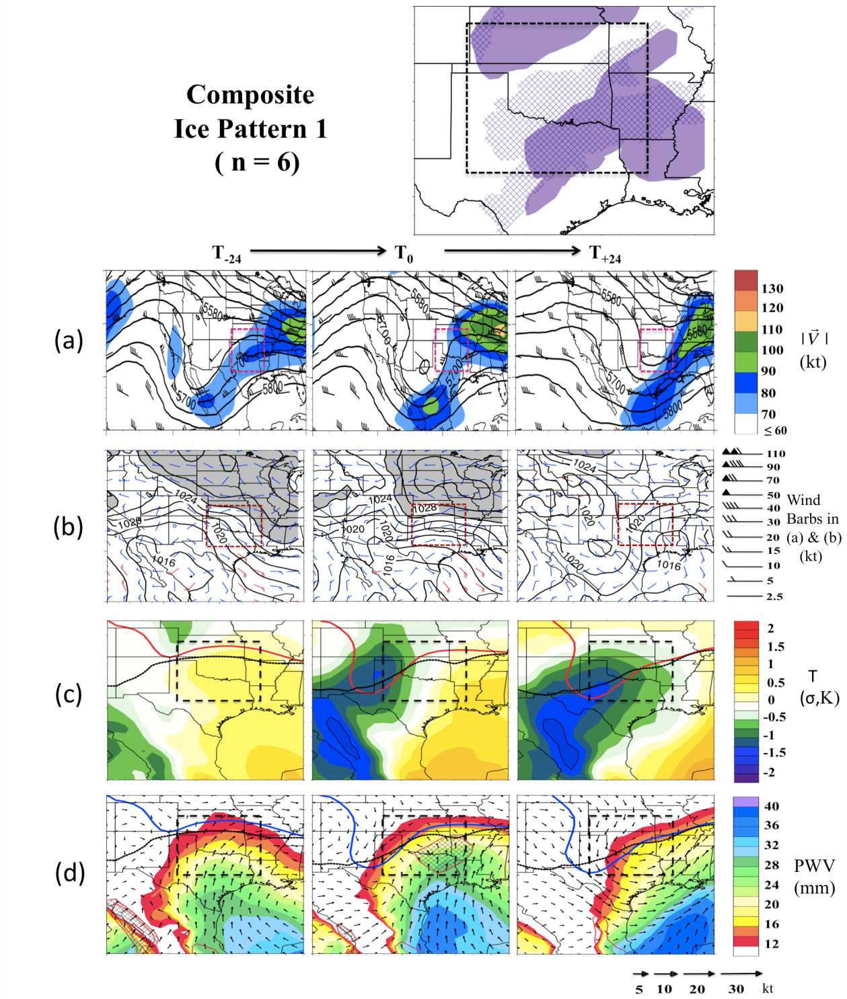 Composite
Ice Pattern 1
( n = 6)
T-24
T0
T+24
(a)
5580
5700
5700
5800
5580
5700
5700
5580
5700
5800
130
120
110
100
90
80
70
≤ 60
|V⃗ |
(kt)
(b)
1024
1020
1020
1016
1024
1028
1020
1020
1016
1024
1020
1020
1020
1016
110
90
70
50
40
30
20
15
10
5
2.5
Wind
Barbs in
(a) & (b)
(kt)
(c)
2
1.5
1
0.5
0
-0.5
-1
-1.5
-2
T
(σ,K)
(d)
40
36
32
28
24
20
16
12
PWV
(mm)
5 10 20 30 kt